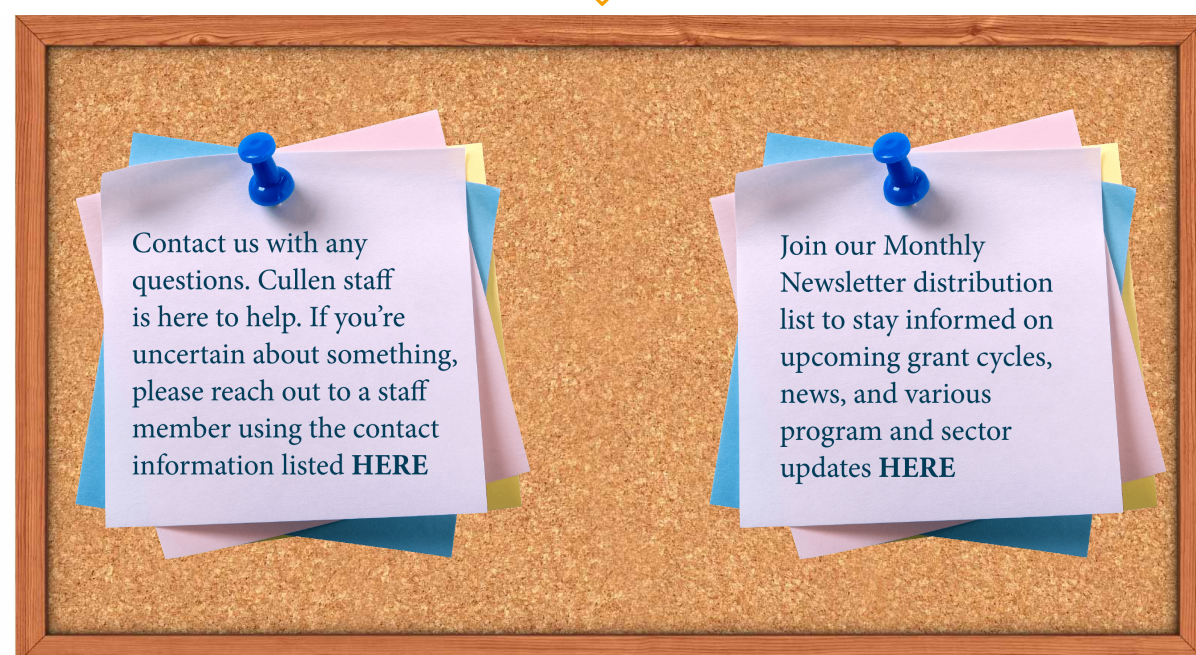 Contact us with any
questions. Cullen staff
is here to help. If you’re
uncertain about something,
please reach out to a staff
member using the contact
information listed HERE
Join our Monthly
Newsletter distribution
list to stay informed on
upcoming grant cycles,
news, and various
program and sector
updates HERE